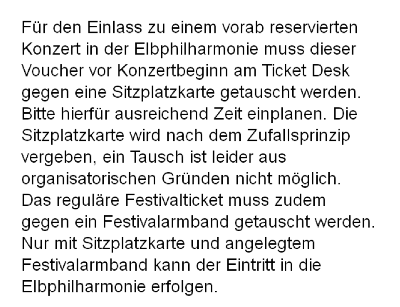 Für den Einlass zu einem vorab reservierten
Konzert in der Elbphilharmonie muss dieser
Voucher vor Konzertbeginn am Ticket Desk
gegen eine Sitzplatzkarte getauscht werden.
Bitte hierfür ausreichend Zeit einplanen. Die
Sitzplatzkarte wird nach dem Zufallsprinzip
vergeben, ein Tausch ist leider aus
organisatorischen Gründen nicht möglich.
Das reguläre Festivalticket muss zudem
gegen ein Festivalarmband getauscht werden.
Nur mit Sitzplatzkarte und angelegtem
Festivalarmband kann der Eintritt in die
Elbphilharmonie erfolgen.